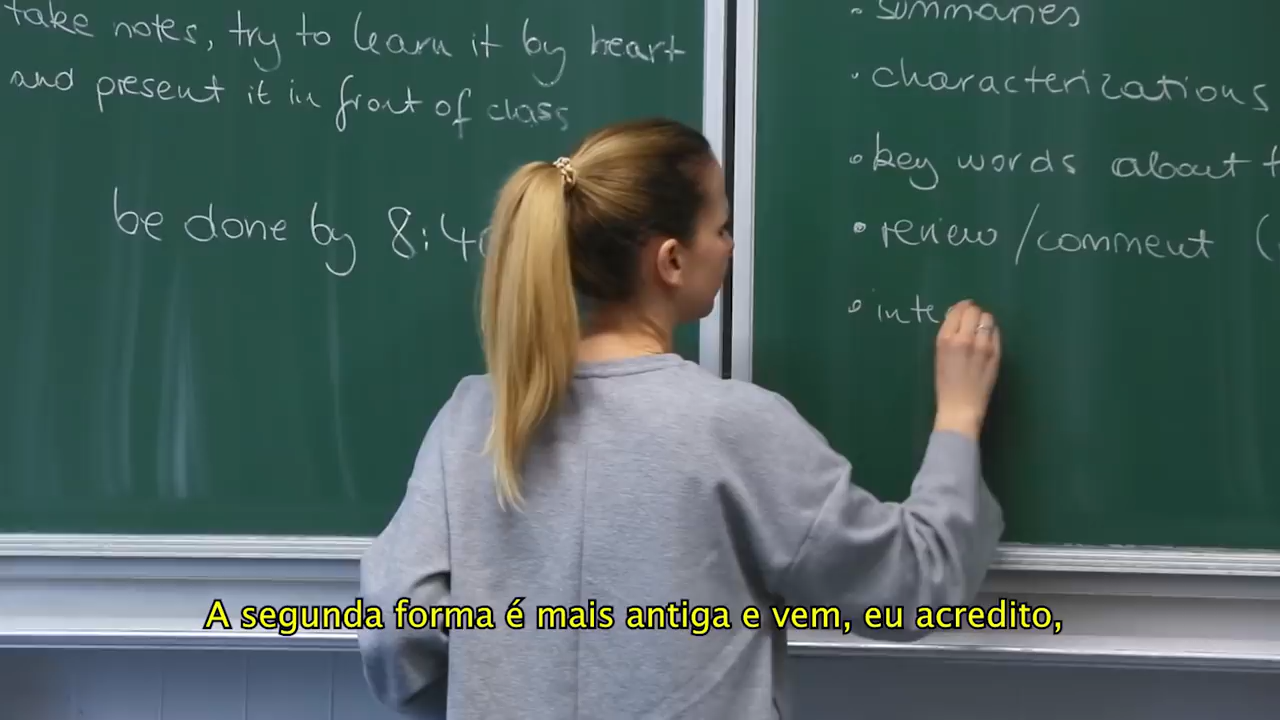 take notes, try to learn it by heart
and present it in front of class
be done by
summaries
characterizations
key words about
review/comment (
A segunda forma é mais antiga e vem, eu acredito,